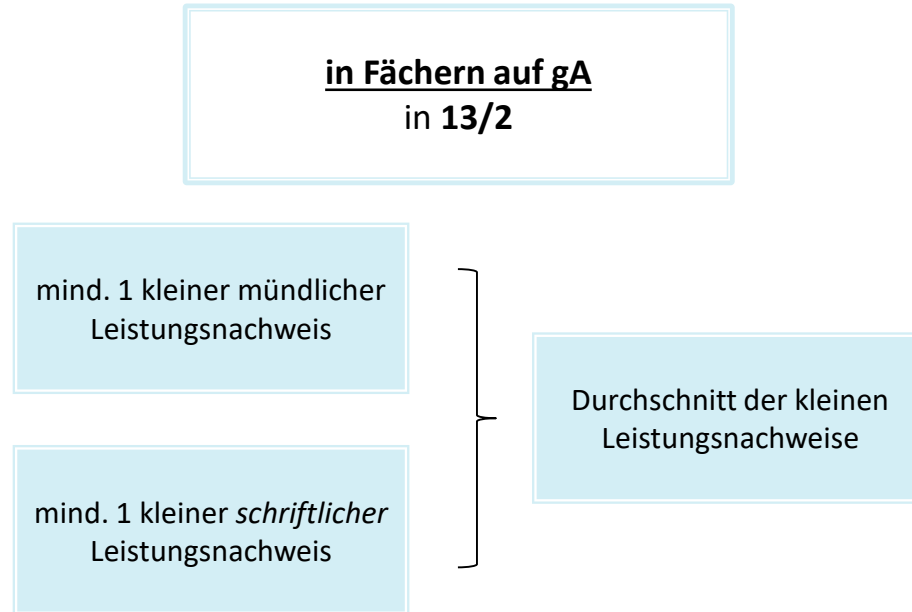 in Fächern auf gA
in 13/2
mind. 1 kleiner mündlicher
Leistungsnachweis
Durchschnitt der kleinen
Leistungsnachweise
mind. 1 kleiner schriftlicher
Leistungsnachweis